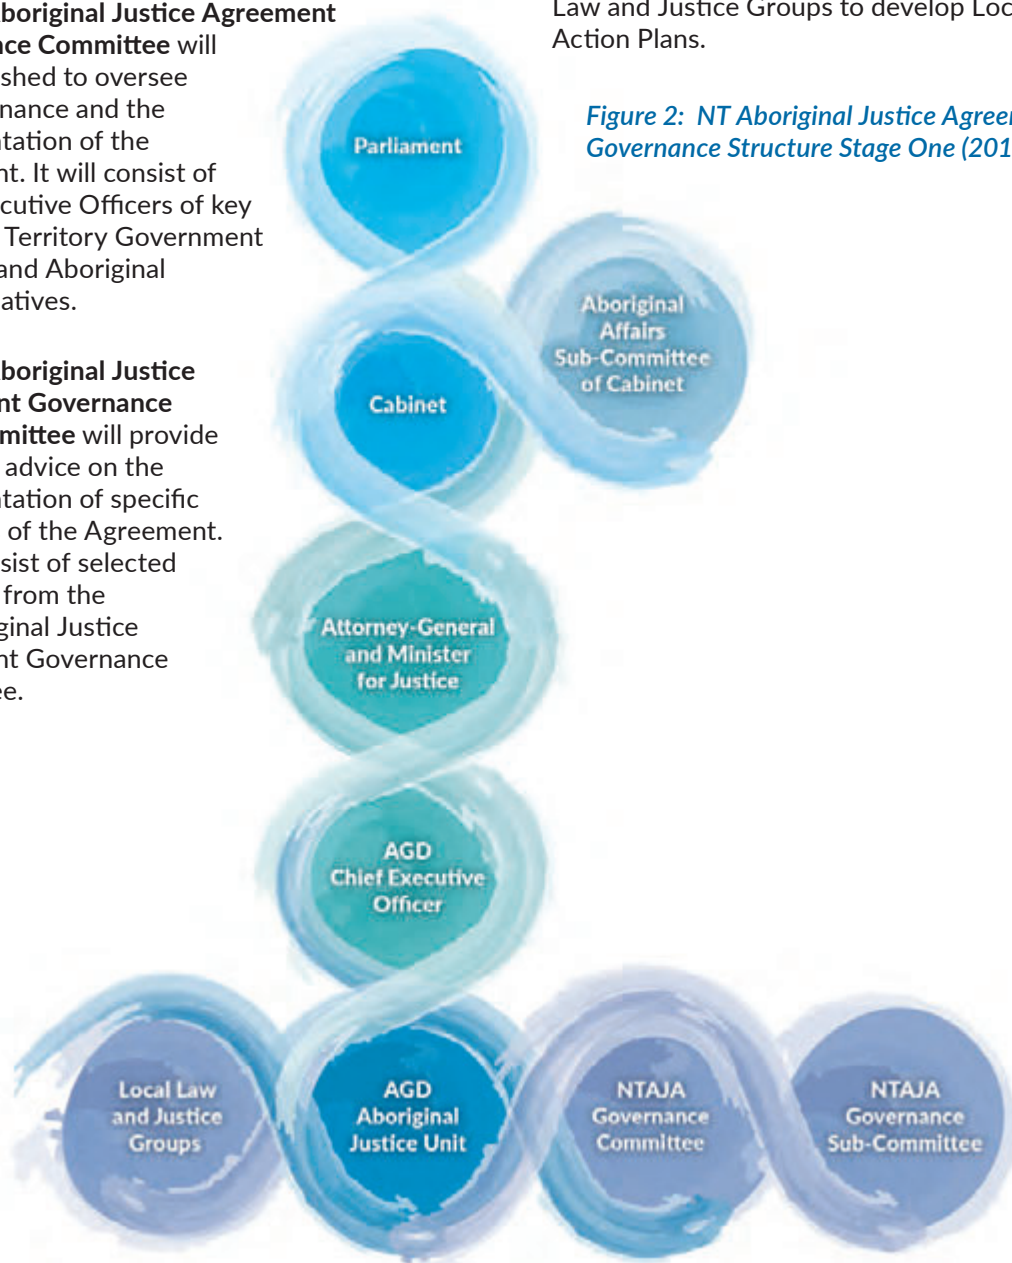 boriginal Justice Agreement
nce Committee will
shed to oversee
nance and the
tation of the
nt. It will consist of
cutive Officers of key
Territory Government
and Aboriginal
atives.
boriginal Justice
nt Governance
mittee will provide
advice on the
tation of specific
of the Agreement.
sist of selected
from the
ginal Justice
nt Governance
ee.
Law and Justice Groups to develop Loc
Action Plans.
Figure 2: NT Aboriginal Justice Agreer
Governance Structure Stage One (201
Parliament
Aboriginal
Affairs
Sub-Committee
of Cabinet
Cabinet
Attorney-General
and Minister
for Justice
AGD
Chief Executive
Officer
Local Law
and Justice
Groups
AGD
Aboriginal
Justice Unit
NTAJA
Governance
Committee
NTAJA
Governance
Sub-Committee